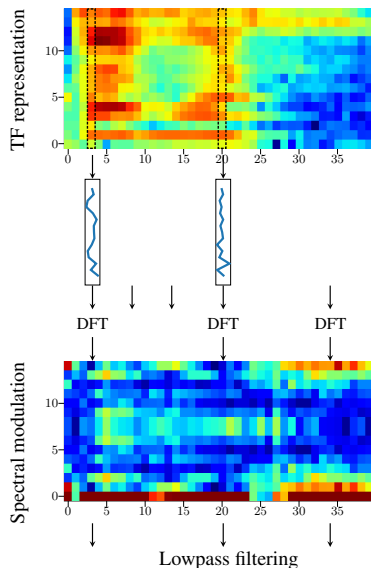 TF representation
10
5
0
0 5 10 15 20 25 30 35
DFT DFT DFT
Spectral modulation
10
5
0
0 5 10 15 20 25 30 35
Lowpass filtering